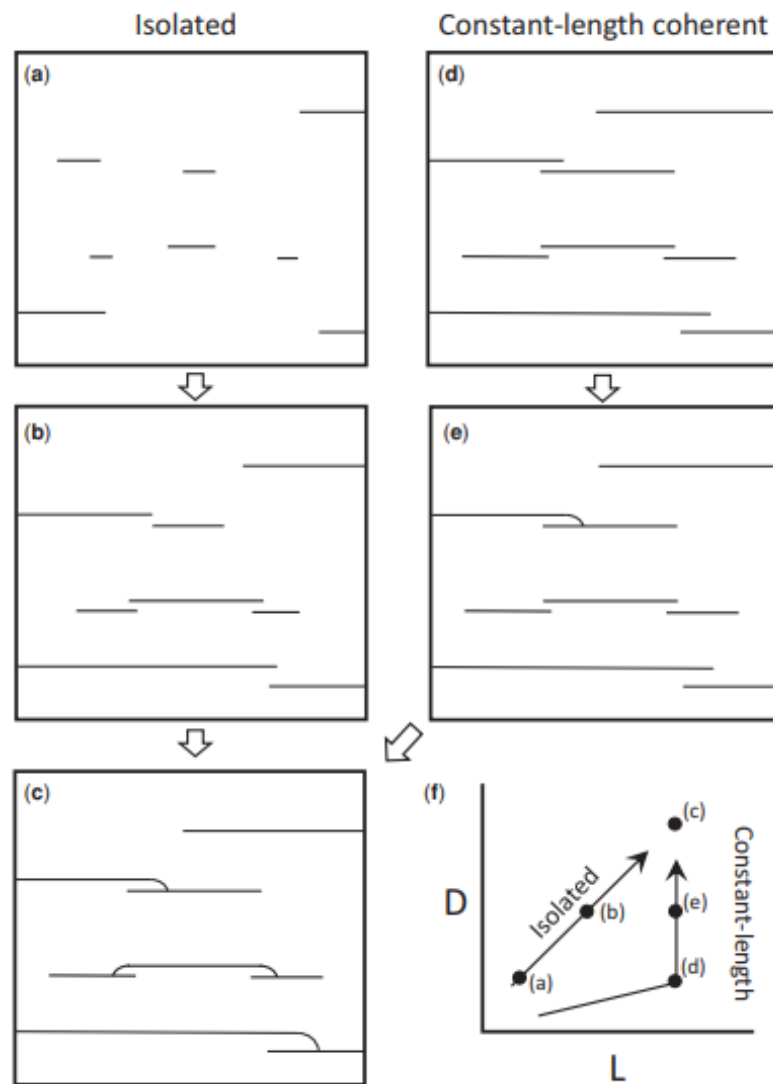 Isolated
Constant-length coherent
(a)
(d)
(b)
(e)
(c)
(f)
D
L
Isolated
Constant-length
(a)
(b)
(c)
(e)
(d)